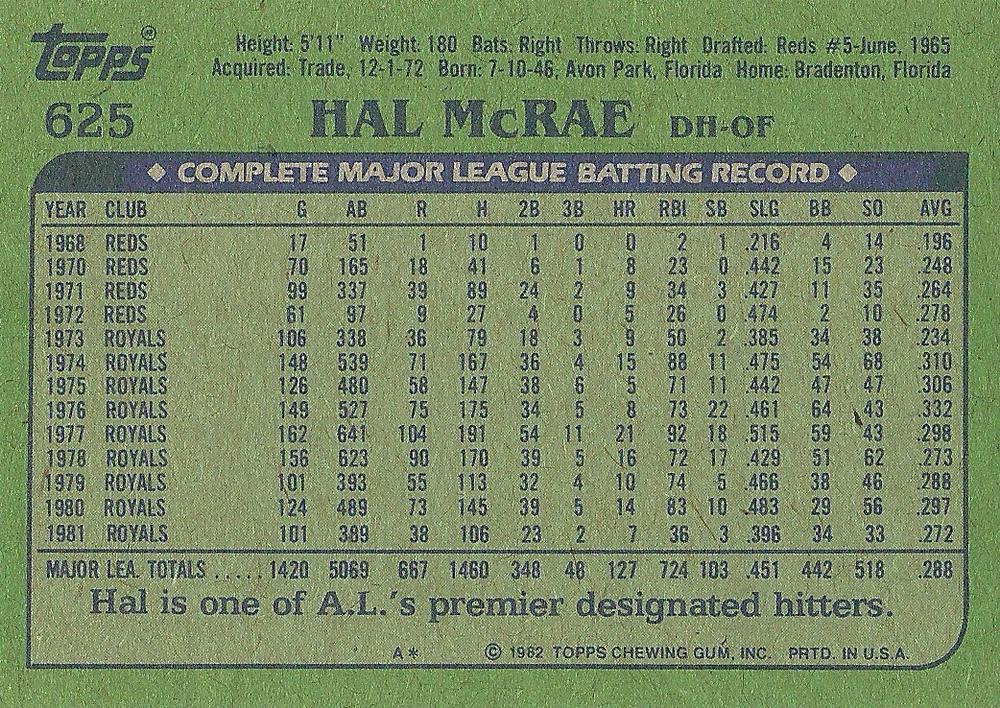 topps®
Height: 5'11" Weight: 180 Bats: Right Throws: Right Drafted: Reds #5-June, 1965
Acquired: Trade, 12-1-72 Born: 7-10-46, Avon Park, Florida Home: Bradenton, Florida
625 HAL McRAE DH-OF
◆ COMPLETE MAJOR LEAGUE BATTING RECORD ◆
YEAR CLUB G AB R H 2B 3B HR RBI SB SLG BB SO AVG
1968 REDS 17 51 1 10 1 0 0 2 1 .216 4 14 .196
1970 REDS 70 165 18 41 6 1 8 23 0 .442 15 23 .248
1971 REDS 99 337 39 89 24 2 9 34 3 .427 11 35 .264
1972 REDS 61 97 9 27 4 0 5 26 0 .474 2 10 .278
1973 ROYALS 106 338 36 79 18 3 9 50 2 .385 34 38 .234
1974 ROYALS 148 539 71 167 36 4 15 88 11 .475 54 68 .310
1975 ROYALS 126 480 58 147 38 6 5 71 11 .442 47 47 .306
1976 ROYALS 149 527 75 175 34 5 8 73 22 .461 64 43 .332
1977 ROYALS 162 641 104 191 54 11 21 92 18 .515 59 43 .298
1978 ROYALS 156 623 90 170 39 5 16 72 17 .429 51 62 .273
1979 ROYALS 101 393 55 113 32 4 10 74 5 .466 38 46 .288
1980 ROYALS 124 489 73 145 39 5 14 83 10 .483 29 56 .297
1981 ROYALS 101 389 38 106 23 2 7 36 3 .396 34 33 .272
MAJOR LEA. TOTALS ..... 1420 5069 667 1460 348 48 127 724 103 .451 442 518 .288
Hal is one of A.L.'s premier designated hitters.
A* © 1982 TOPPS CHEWING GUM, INC. PRTD. IN U.S.A.